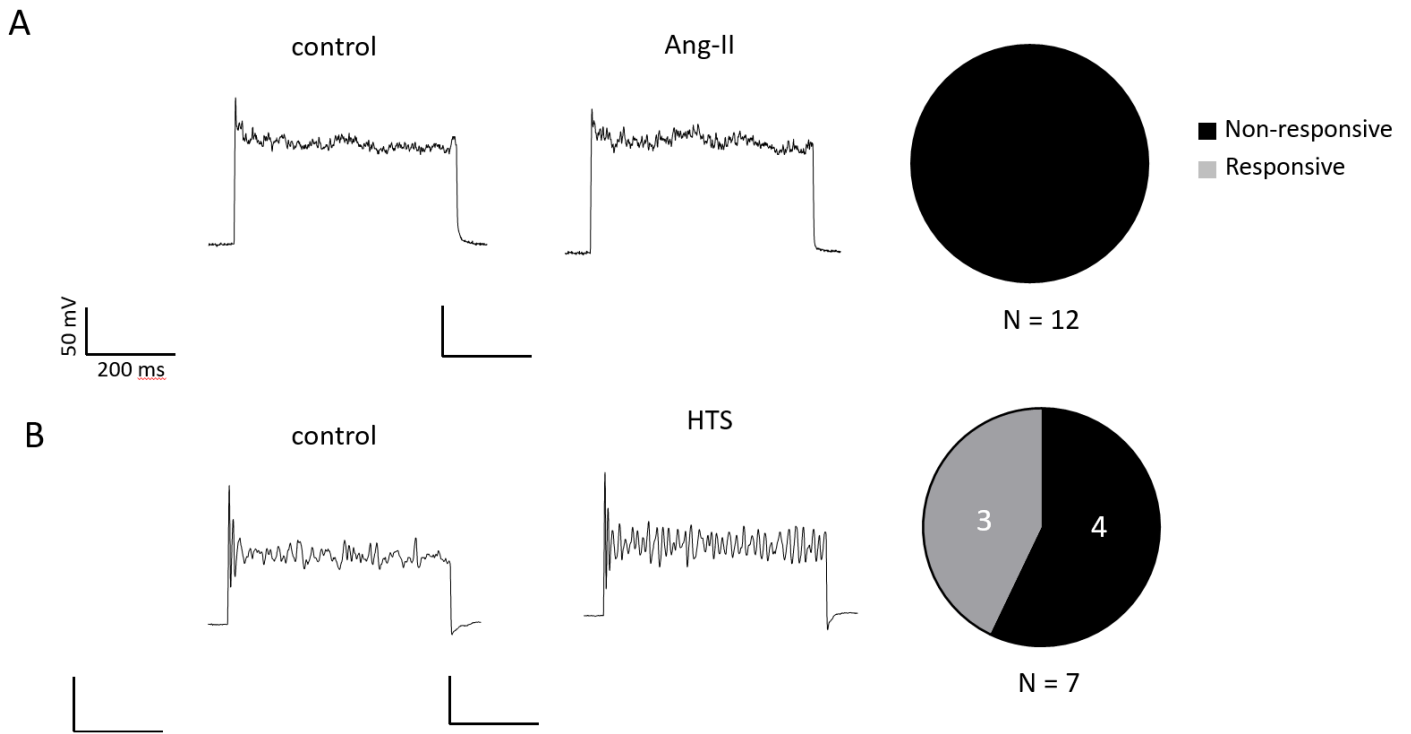 A
control
Ang-II
Non-responsive
Responsive
N = 12
50 mV
200 ms
B
control
HTS
3
4
N = 7